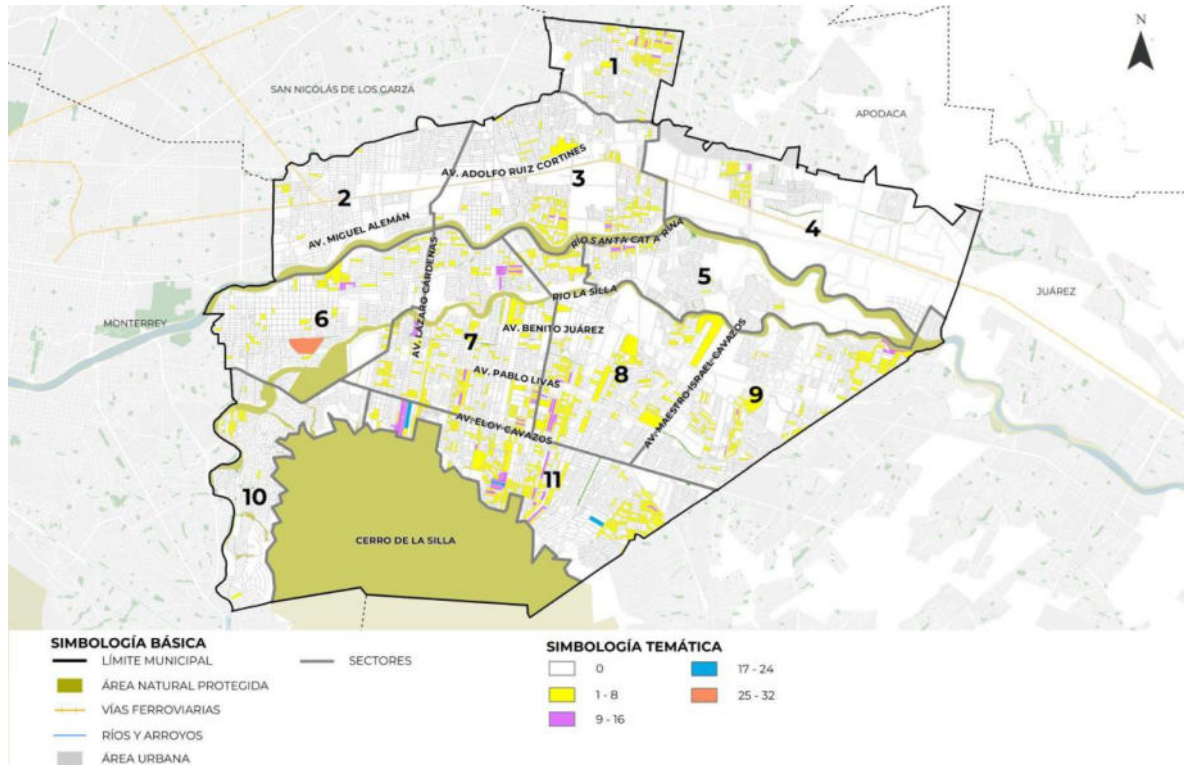 N
1
SAN NICÓLÁS DE LOS GARZA
APODACA
AV. ADOLFO RUIZ CORTINES
3
2
4
AV. MIGUEL ALEMÁN
RÍO SANTA CATARINA
5
JUÁREZ
AV. LÁZARO CÁRDENAS
RIO LA SILLA
MONTERREY
6
7
AV. BENITO JUÁREZ
AV. PABLO LIVAS
8
AV. MAESTRO ISRAEL CAVAZOS
9
AV. ELOY CAVAZOS
11
10
CERRO DE LA SILLA
SIMBOLOGÍA BÁSICA
LÍMITE MUNICIPAL
SECTORES
ÁREA NATURAL PROTEGIDA
VÍAS FERROVIARIAS
RÍOS Y ARROYOS
ÁREA URBANA
SIMBOLOGÍA TEMÁTICA
0
17 - 24
1 - 8
25 - 32
9 - 16